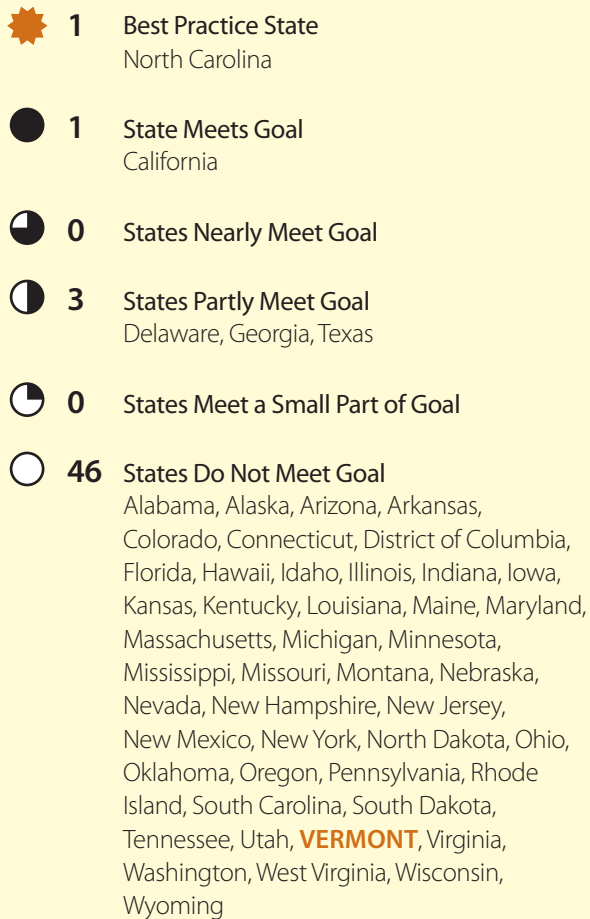 1 Best Practice State
North Carolina
1 State Meets Goal
California
0 States Nearly Meet Goal
3 States Partly Meet Goal
Delaware, Georgia, Texas
0 States Meet a Small Part of Goal
46 States Do Not Meet Goal
Alabama, Alaska, Arizona, Arkansas,
Colorado, Connecticut, District of Columbia,
Florida, Hawaii, Idaho, Illinois, Indiana, Iowa,
Kansas, Kentucky, Louisiana, Maine, Maryland,
Massachusetts, Michigan, Minnesota,
Mississippi, Missouri, Montana, Nebraska,
Nevada, New Hampshire, New Jersey,
New Mexico, New York, North Dakota, Ohio,
Oklahoma, Oregon, Pennsylvania, Rhode
Island, South Carolina, South Dakota,
Tennessee, Utah, VERMONT, Virginia,
Washington, West Virginia, Wisconsin,
Wyoming